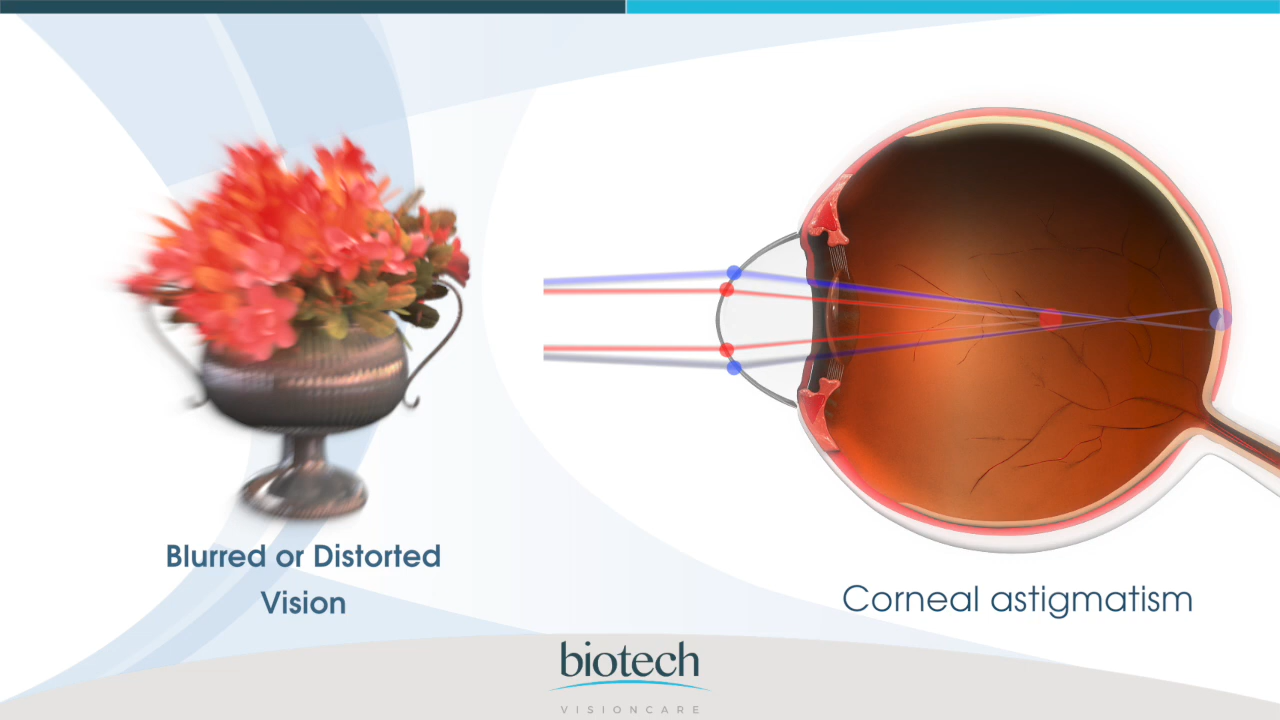 Blurred or Distorted
Vision
Corneal astigmatism
biotech
VISIONCARE